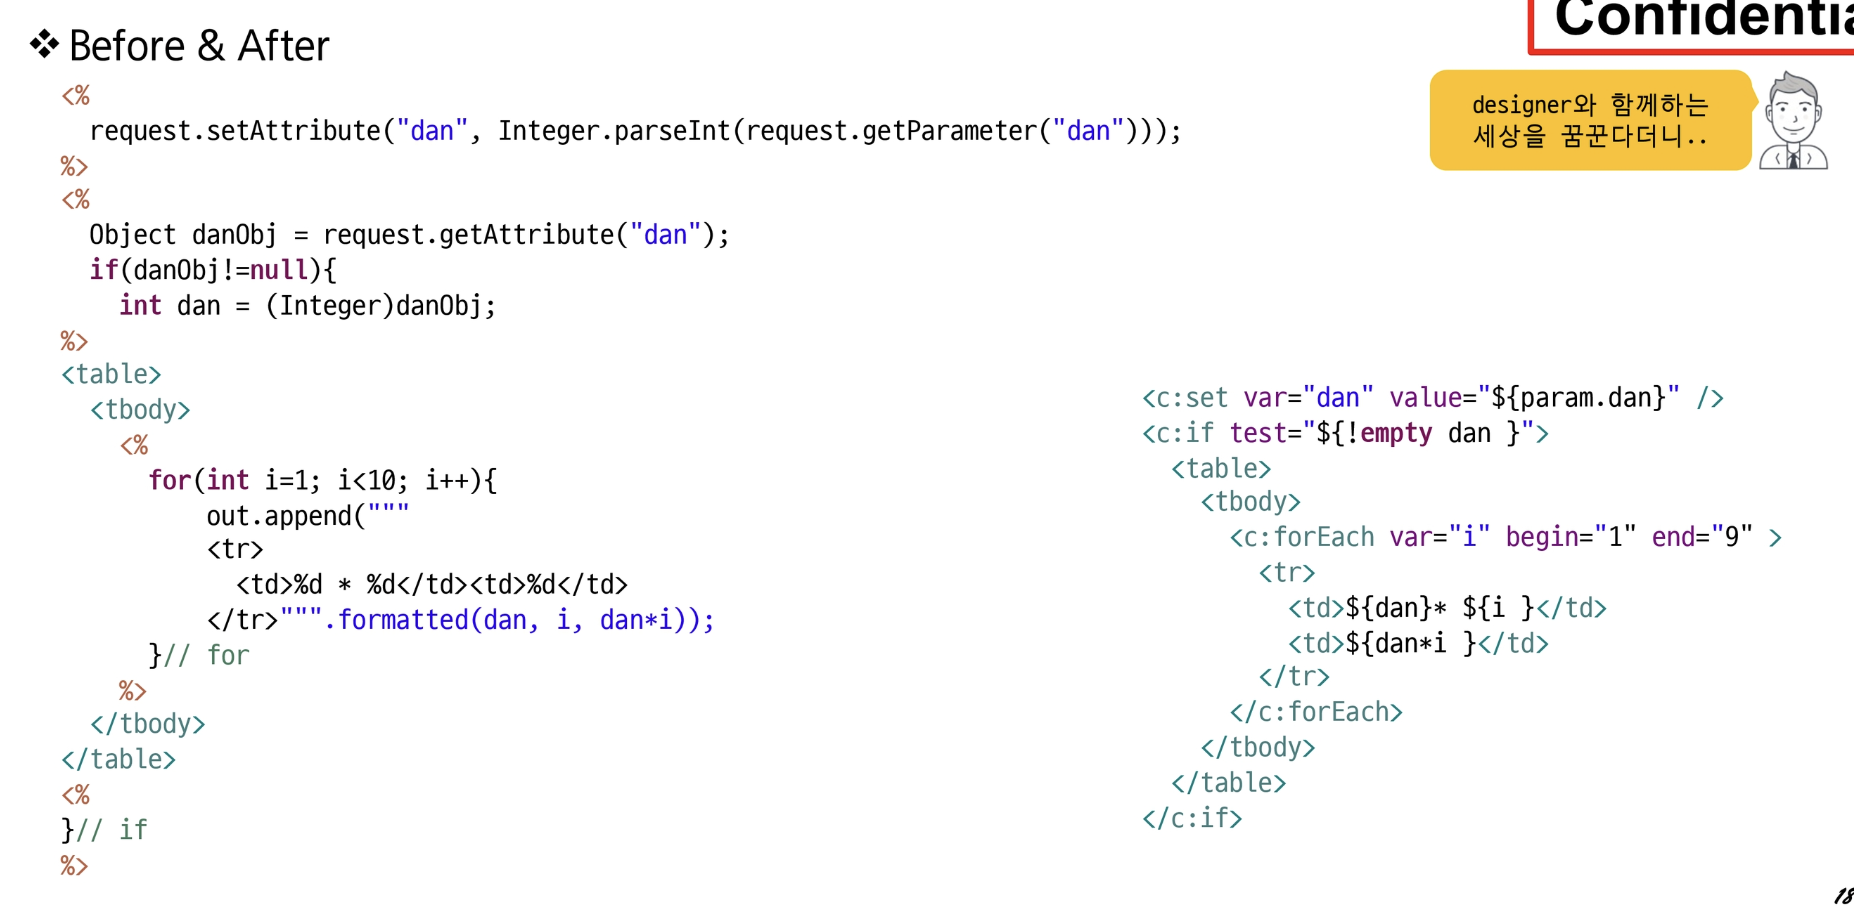 ❖ Before & After
Confidentia
designer와 함께하는
세상을 꿈꾼다더니..
<%
  request.setAttribute("dan", Integer.parseInt(request.getParameter("dan")));
%>
<%
  Object danObj = request.getAttribute("dan");
  if(danObj!=null){
    int dan = (Integer)danObj;
%>
<table>
  <tbody>
    <%
      for(int i=1; i<10; i++){
          out.append("""
          <tr>
            <td>%d * %d</td><td>%d</td>
          </tr>""".formatted(dan, i, dan*i));
      }// for
    %>
  </tbody>
</table>
<%
}// if
%>
<c:set var="dan" value="${param.dan}" />
<c:if test="${!empty dan }">
  <table>
    <tbody>
      <c:forEach var="i" begin="1" end="9" >
        <tr>
          <td>${dan}* ${i }</td>
          <td>${dan*i }</td>
        </tr>
      </c:forEach>
    </tbody>
  </table>
</c:if>
18